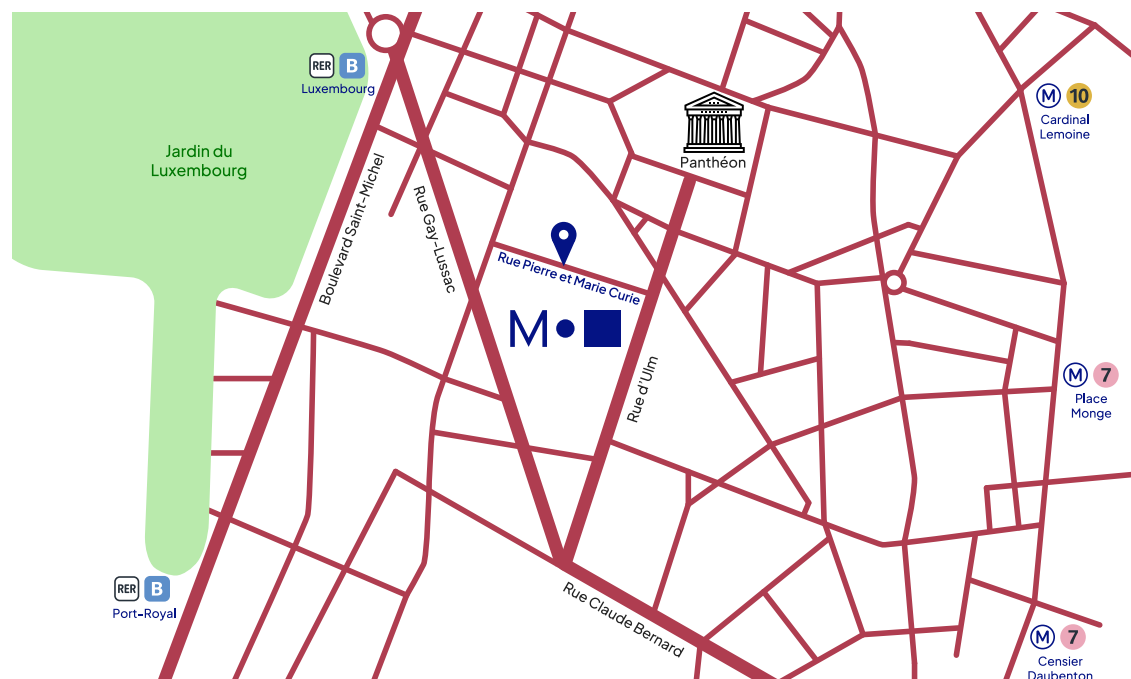 RER B
Luxembourg
M 10
Cardinal
Lemoine
Jardin du
Luxembourg
Panthéon
Boulevard Saint-Michel
Rue Gay-Lussac
Rue Pierre et Marie Curie
M
Rue d'Ulm
M 7
Place
Monge
RER B
Port-Royal
Rue Claude Bernard
M 7
Censier
Daubenton